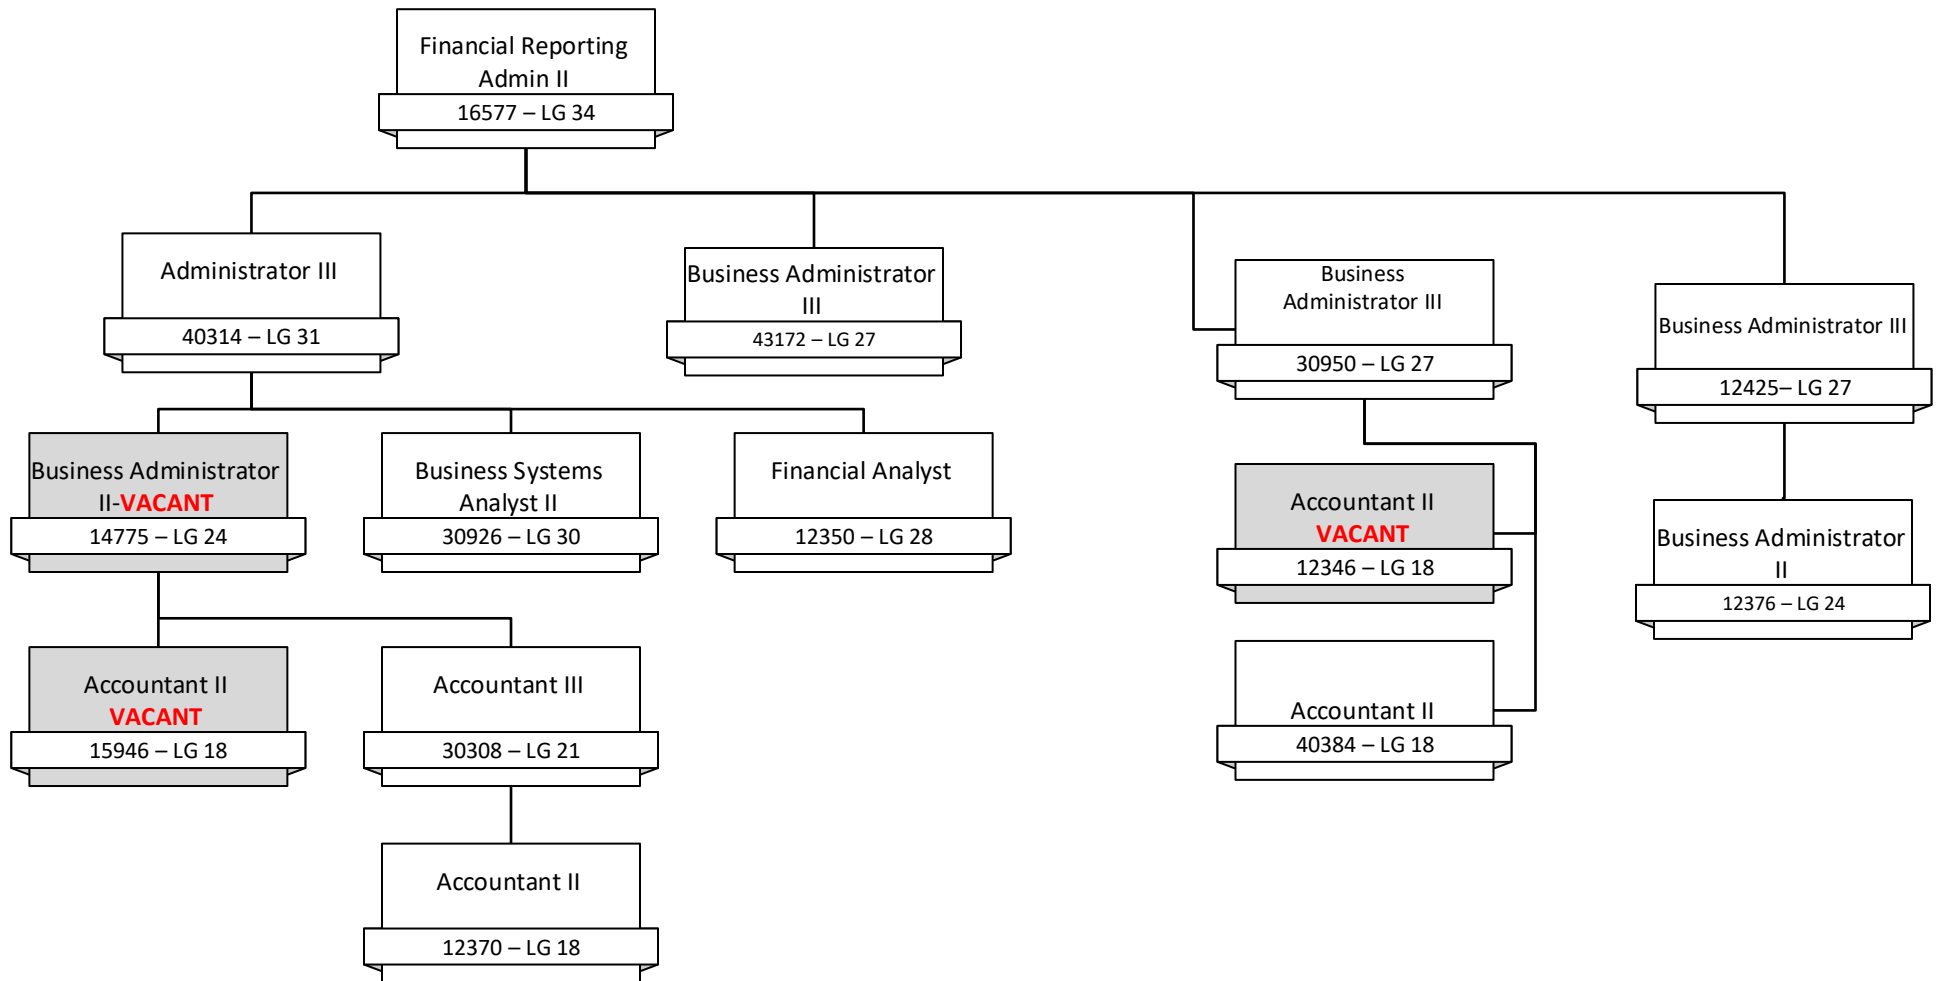 Financial Reporting
Admin II
16577 – LG 34
Administrator III
40314 – LG 31
Business Administrator
III
43172 – LG 27
Business
Administrator III
30950 – LG 27
Business Administrator III
12425– LG 27
Business Administrator
II-VACANT
14775 – LG 24
Business Systems
Analyst II
30926 – LG 30
Financial Analyst
12350 – LG 28
Accountant II
VACANT
12346 – LG 18
Business Administrator
II
12376 – LG 24
Accountant II
VACANT
15946 – LG 18
Accountant III
30308 – LG 21
Accountant II
40384 – LG 18
Accountant II
12370 – LG 18